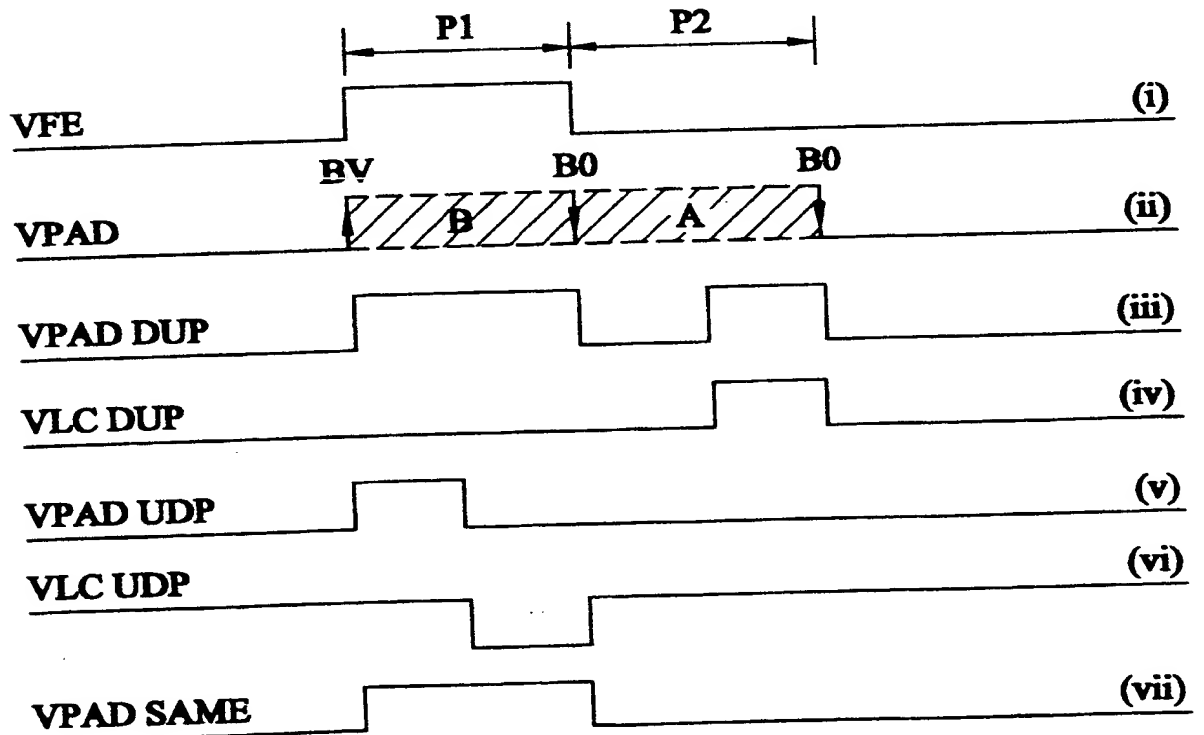 P1 P2
VFE (i)
BV B0 B0
VPAD B A (ii)
VPAD DUP (iii)
VLC DUP (iv)
VPAD UDP (v)
VLC UDP (vi)
VPAD SAME (vii)